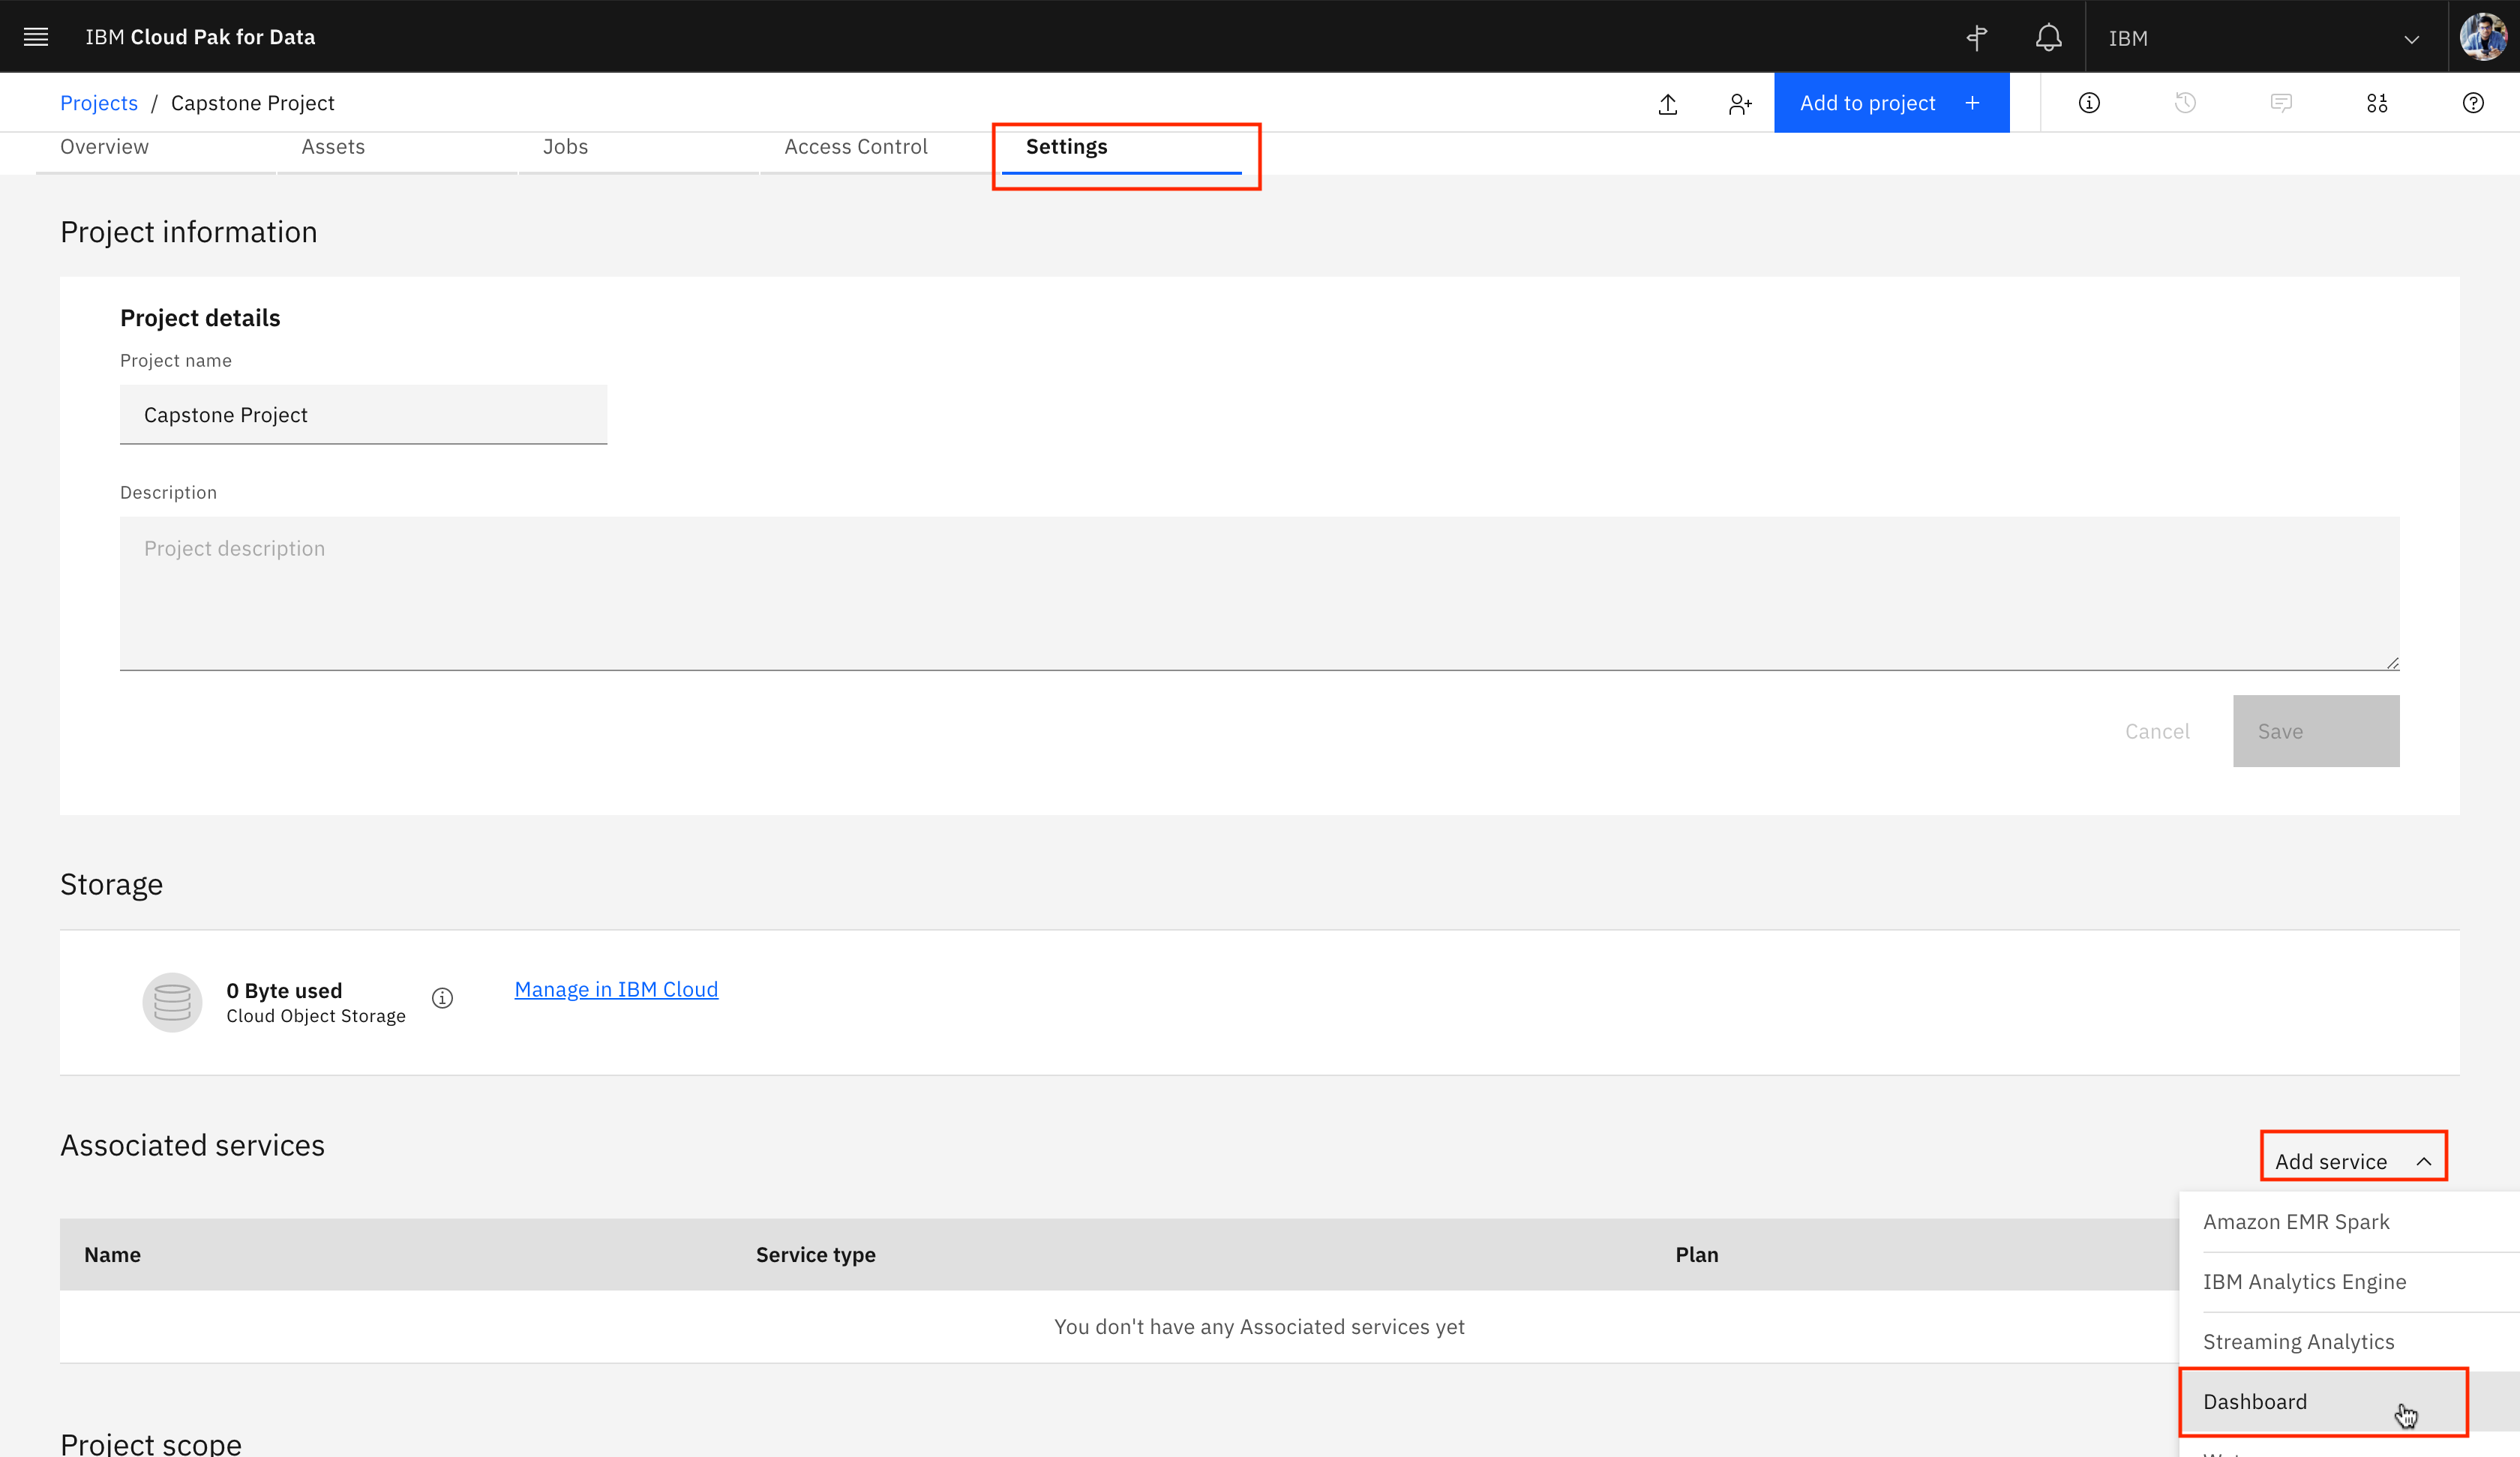 IBM Cloud Pak for Data
IBM
Projects / Capstone Project
Add to project +
Overview
Assets
Jobs
Access Control
Settings
Project information
Project details
Project name
Capstone Project
Description
Project description
Cancel
Save
Storage
0 Byte used
Cloud Object Storage
Manage in IBM Cloud
Associated services
Add service
Name
Service type
Plan
You don't have any Associated services yet
Amazon EMR Spark
IBM Analytics Engine
Streaming Analytics
Dashboard
Project scope